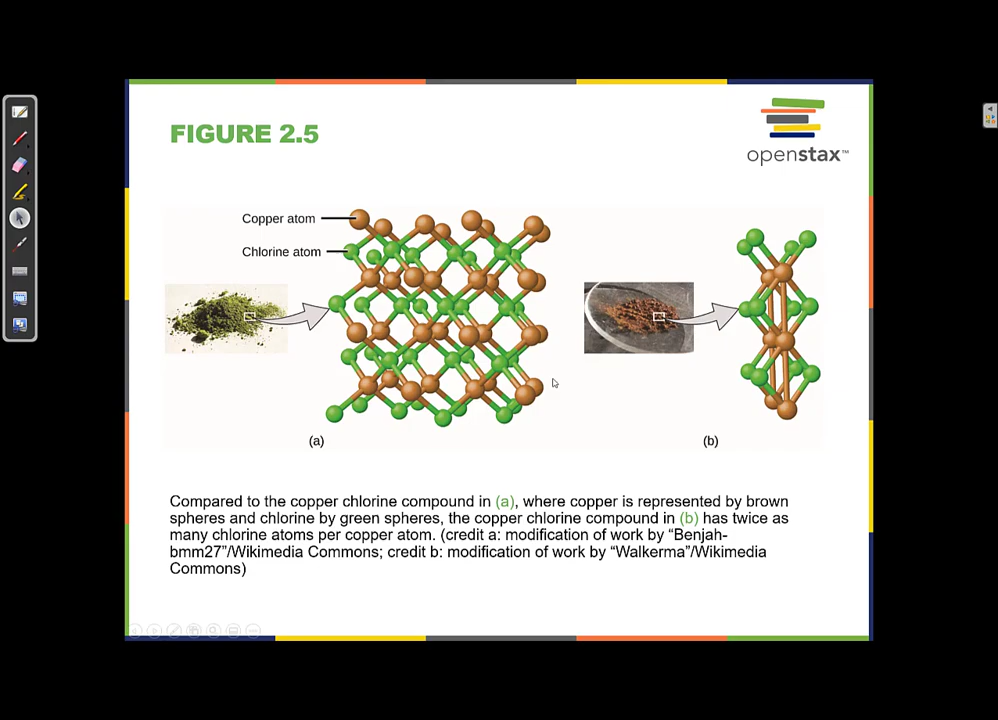 FIGURE 2.5
openstax™
Copper atom
Chlorine atom
(a)
(b)
Compared to the copper chlorine compound in (a), where copper is represented by brown
spheres and chlorine by green spheres, the copper chlorine compound in (b) has twice as
many chlorine atoms per copper atom. (credit a: modification of work by “Benjah-
bmm27”/Wikimedia Commons; credit b: modification of work by “Walkerma”/Wikimedia
Commons)